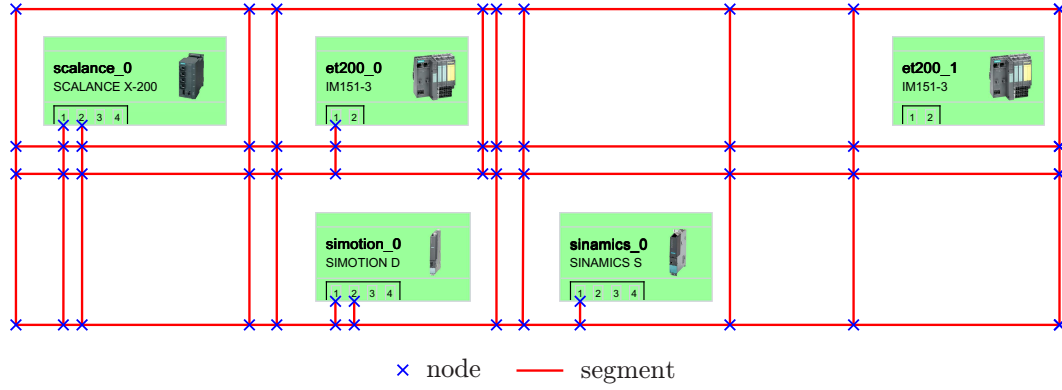 scalance_0
SCALANCE X-200
1 2 3 4
et200_0
IM151-3
1 2
et200_1
IM151-3
1 2
simotion_0
SIMOTION D
1 2 3 4
sinamics_0
SINAMICS S
1 2 3 4
node segment